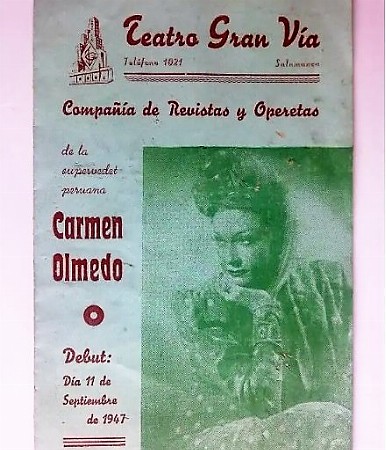 Teatro Gran Vía
Teléfono 1021 Salamanca
Compañía de Revistas y Operetas
de la
supervedet
peruana
Carmen
Olmedo
Debut:
Día 11 de
Septiembre
de 1947